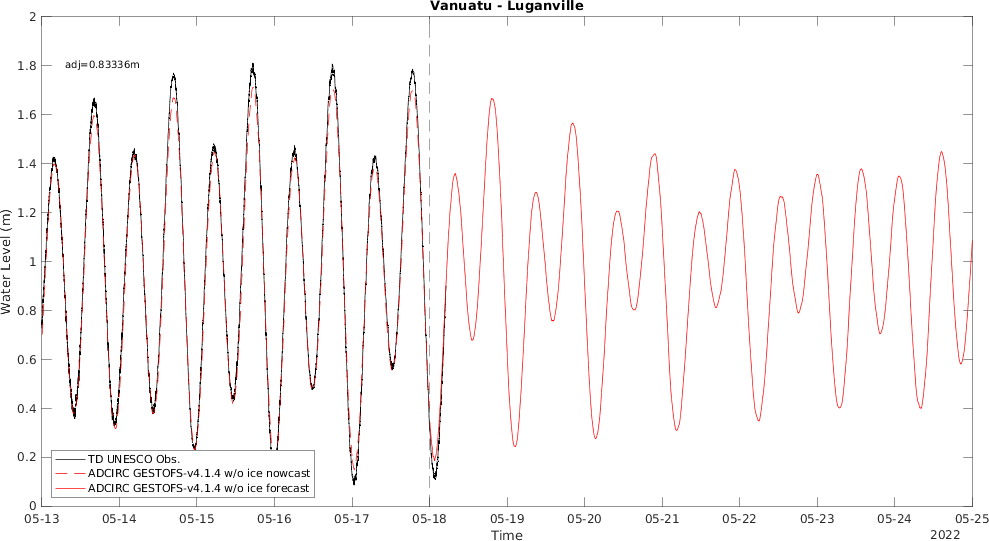 Vanuatu - Luganville
adj=0.83336m
Water Level (m)
2
1.8
1.6
1.4
1.2
1
0.8
0.6
0.4
0.2
0
TD UNESCO Obs.
ADCIRC GESTOFS-v4.1.4 w/o ice nowcast
ADCIRC GESTOFS-v4.1.4 w/o ice forecast
05-13 05-14 05-15 05-16 05-17 05-18 05-19 05-20 05-21 05-22 05-23 05-24 05-25
Time
2022